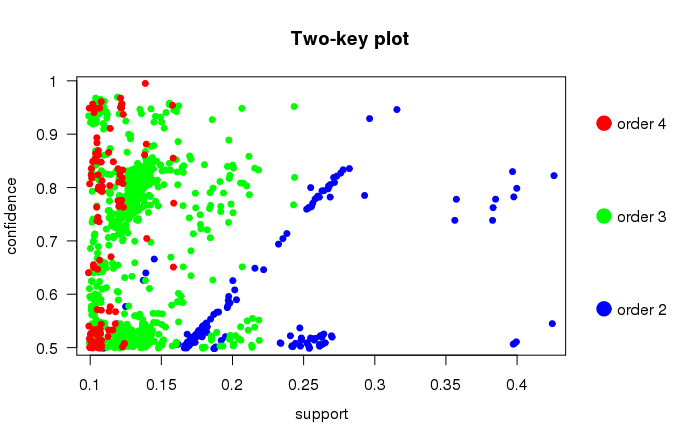 Two-key plot
1
0.9
0.8
0.7
0.6
0.5
confidence
0.1 0.15 0.2 0.25 0.3 0.35 0.4
support
order 4
order 3
order 2